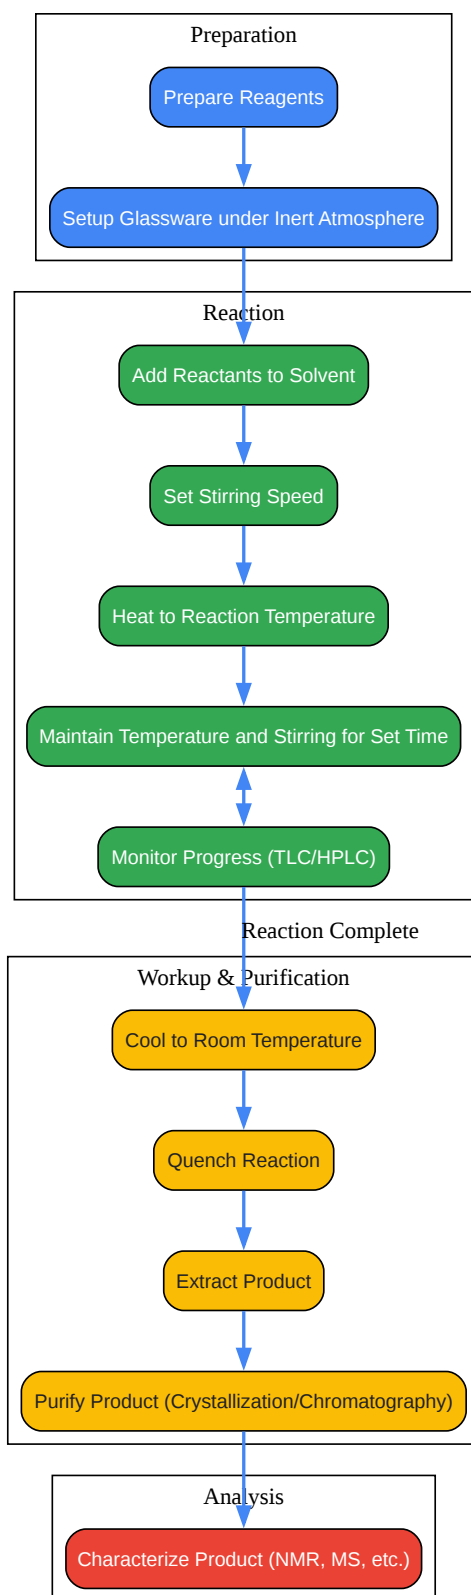 Preparation
Prepare Reagents
Setup Glassware under Inert Atmosphere
Reaction
Add Reactants to Solvent
Set Stirring Speed
Heat to Reaction Temperature
Maintain Temperature and Stirring for Set Time
Monitor Progress (TLC/HPLC)
Reaction Complete
Workup & Purification
Cool to Room Temperature
Quench Reaction
Extract Product
Purify Product (Crystallization/Chromatography)
Analysis
Characterize Product (NMR, MS, etc.)